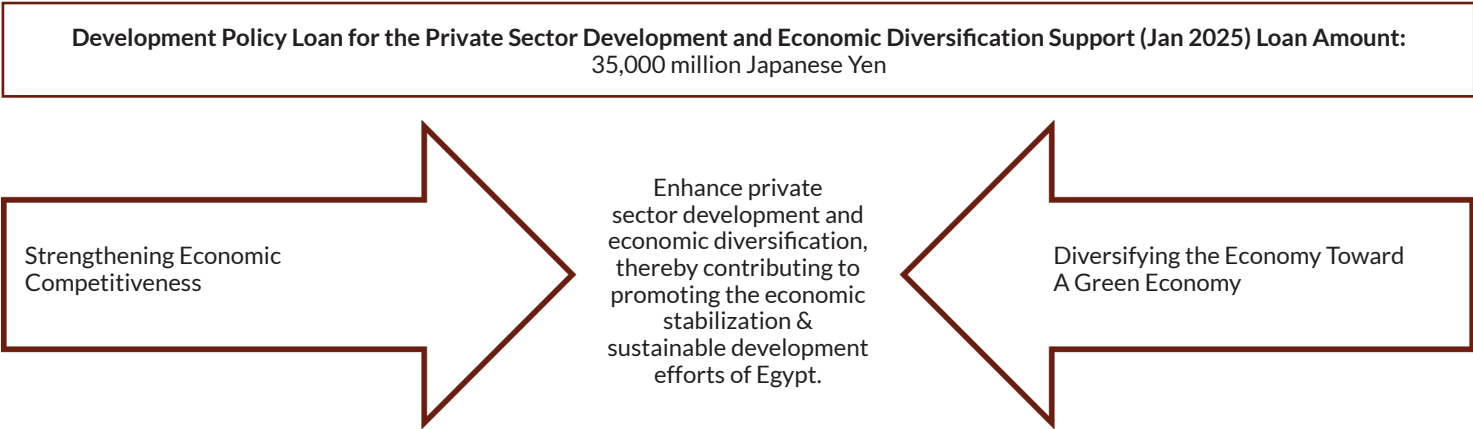 Development Policy Loan for the Private Sector Development and Economic Diversification Support (Jan 2025) Loan Amount:
35,000 million Japanese Yen
Strengthening Economic
Competitiveness
Enhance private
sector development and
economic diversification,
thereby contributing to
promoting the economic
stabilization &
sustainable development
efforts of Egypt.
Diversifying the Economy Toward
A Green Economy